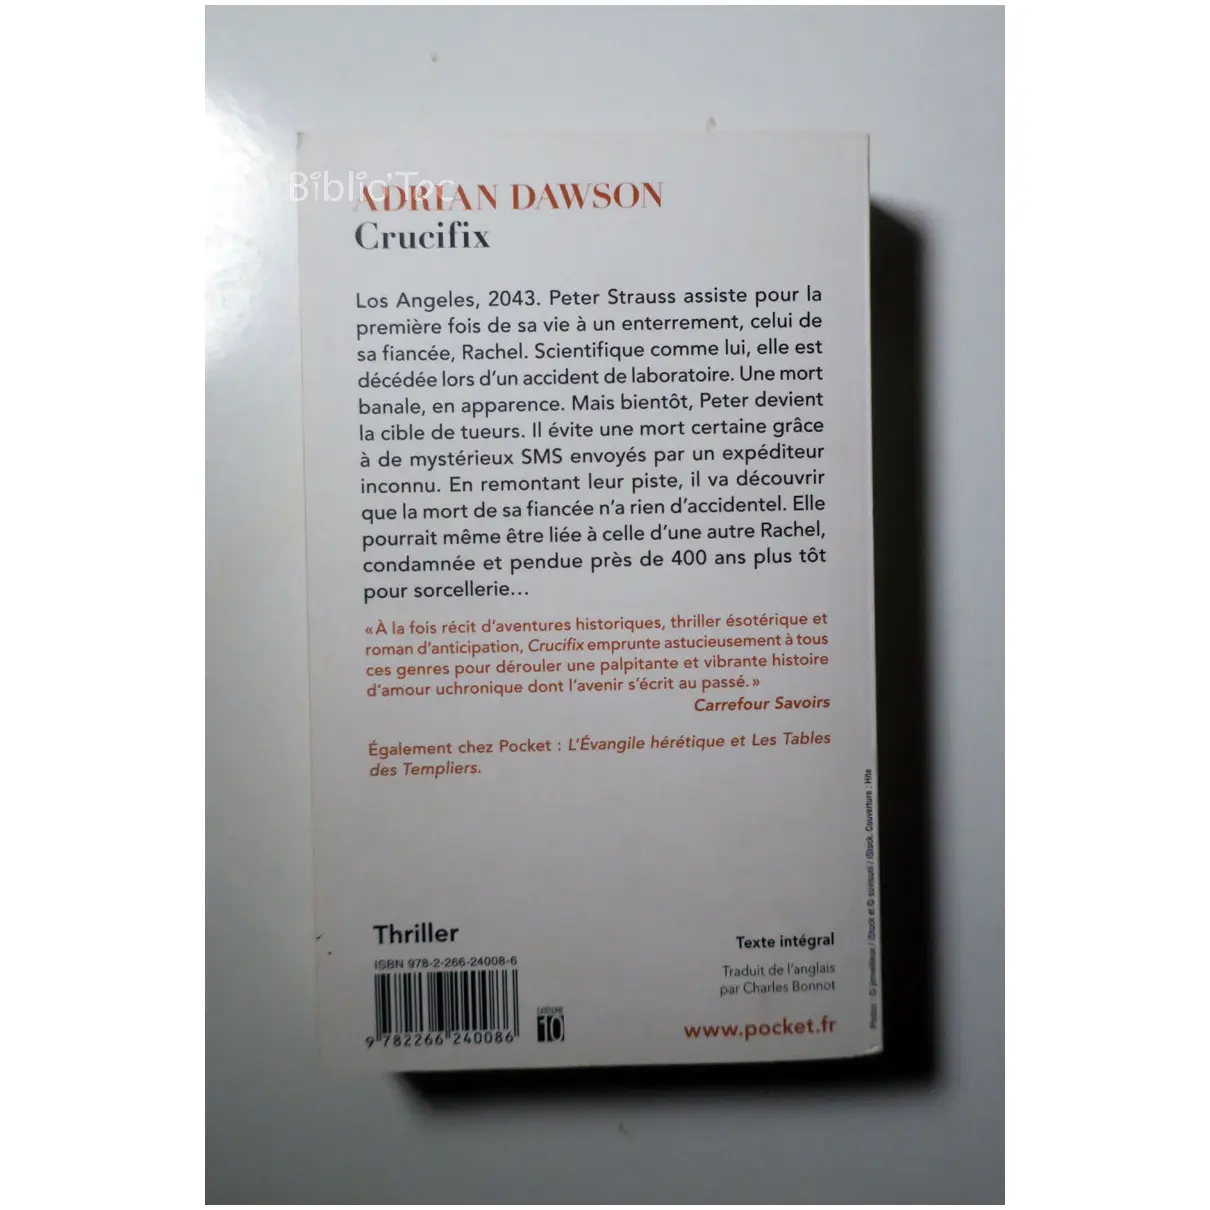 Biblio'Toc
ADRIAN DAWSON
Crucifix
Los Angeles, 2043. Peter Strauss assiste pour la
première fois de sa vie à un enterrement, celui de
sa fiancée, Rachel. Scientifique comme lui, elle est
décédée lors d'un accident de laboratoire. Une mort
banale, en apparence. Mais bientôt, Peter devient
la cible de tueurs. Il évite une mort certaine grâce
à de mystérieux SMS envoyés par un expéditeur
inconnu. En remontant leur piste, il va découvrir
que la mort de sa fiancée n'a rien d'accidentel. Elle
pourrait même être liée à celle d'une autre Rachel,
condamnée et pendue près de 400 ans plus tôt
pour sorcellerie...
« À la fois récit d'aventures historiques, thriller ésotérique et
roman d'anticipation, Crucifix emprunte astucieusement à tous
ces genres pour dérouler une palpitante et vibrante histoire
d'amour uchronique dont l'avenir s'écrit au passé. »
Carrefour Savoirs
Également chez Pocket : L'Évangile hérétique et Les Tables
des Templiers.
Thriller
ISBN 978-2-266-24008-6
9 782266 240086
10
Texte intégral
Traduit de l'anglais
par Charles Bonnot
www.pocket.fr
Photos : © / iStock et © / iStock. Couverture : Hite